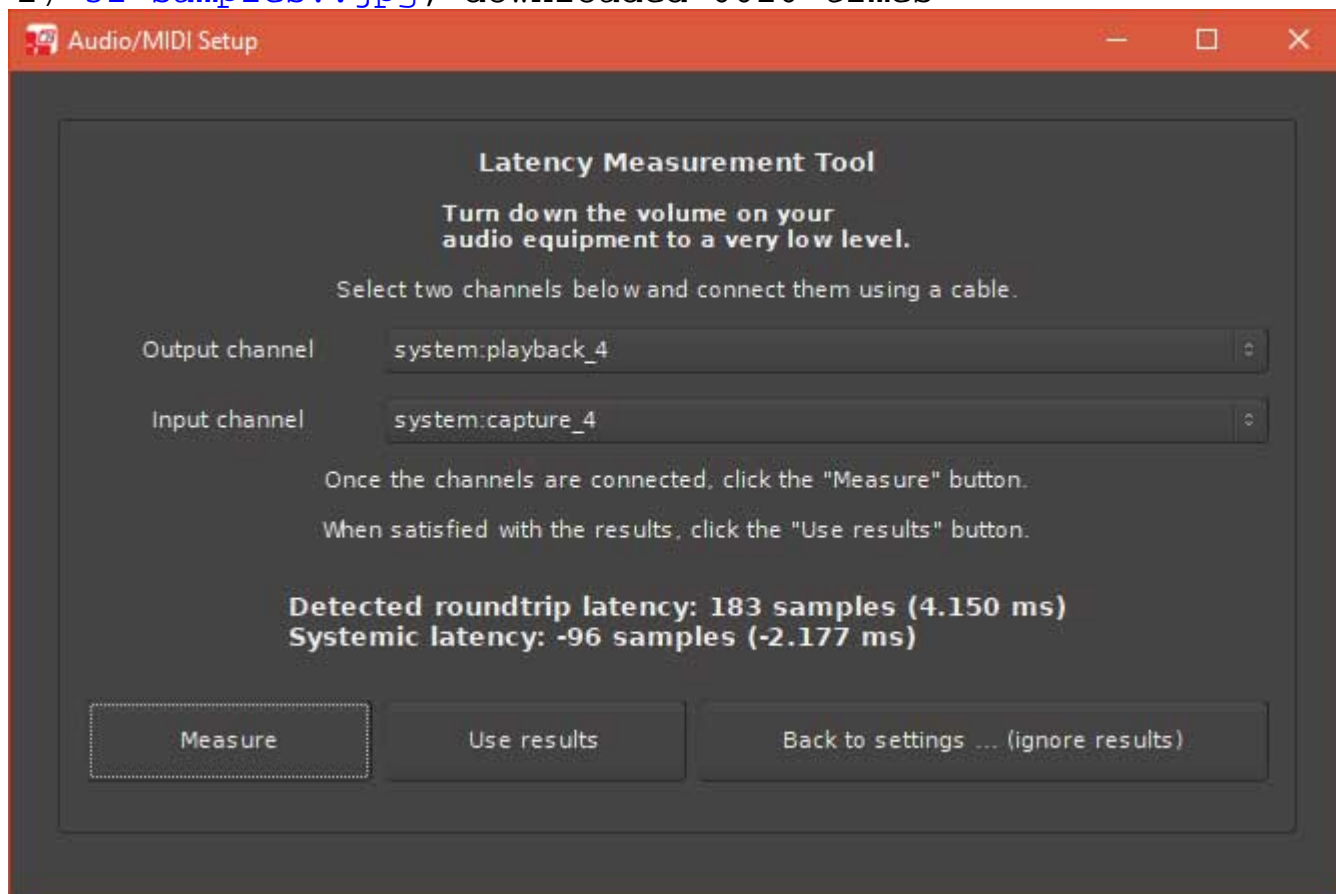 Audio/MIDI Setup
Latency Measurement Tool
Turn down the volume on your
audio equipment to a very low level.
Select two channels below and connect them using a cable.
Output channel system:playback_4
Input channel system:capture_4
Once the channels are connected, click the "Measure" button.
When satisfied with the results, click the "Use results" button.
Detected roundtrip latency: 183 samples (4.150 ms)
Systemic latency: -96 samples (-2.177 ms)
Measure Use results Back to settings ... (ignore results)